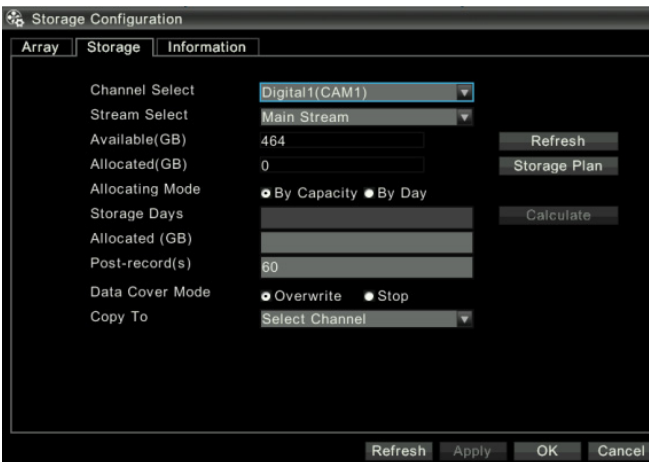 Storage Configuration
Array Storage Information
Channel Select Digital1(CAM1)
Stream Select Main Stream
Available(GB) 464 Refresh
Allocated(GB) 0 Storage Plan
Allocating Mode By Capacity By Day
Storage Days Calculate
Allocated (GB)
Post-record(s) 60
Data Cover Mode Overwrite Stop
Copy To Select Channel
Refresh Apply OK Cancel